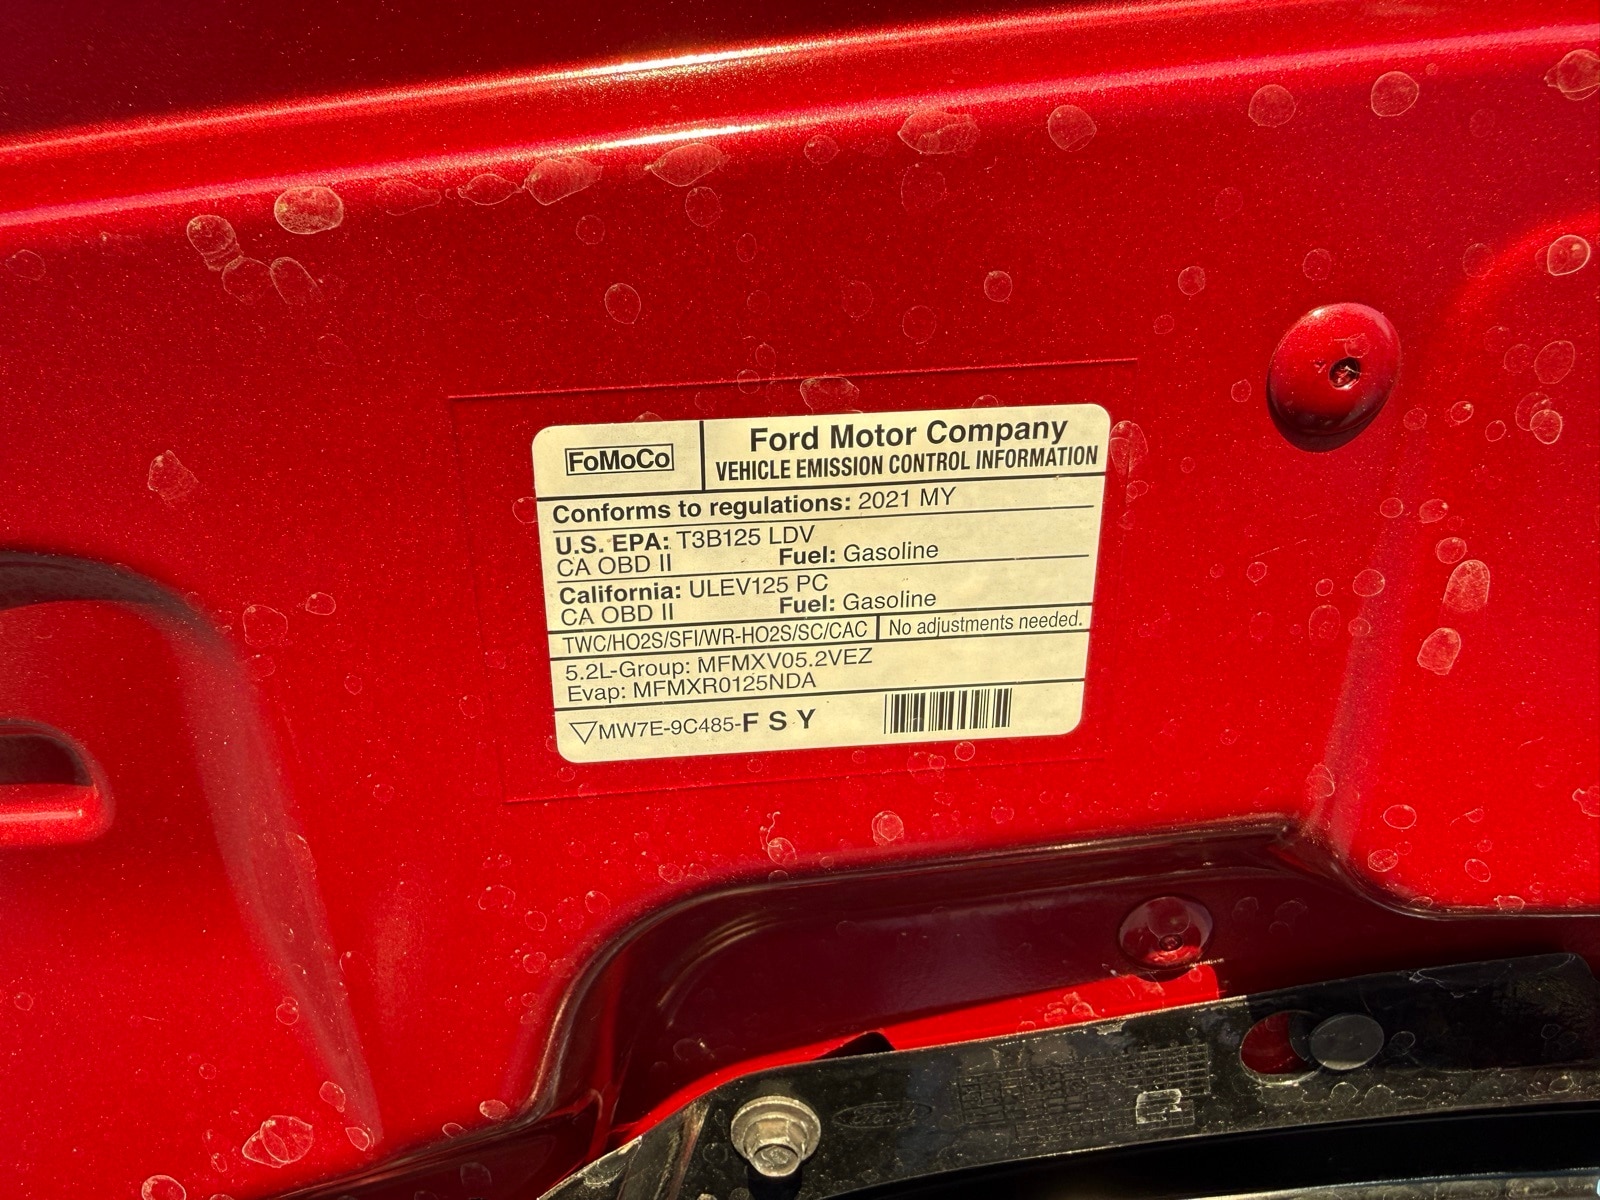 FoMoCo
Ford Motor Company
VEHICLE EMISSION CONTROL INFORMATION
Conforms to regulations: 2021 MY
U.S. EPA: T3B125 LDV
CA OBD II Fuel: Gasoline
California: ULEV125 PC
CA OBD II Fuel: Gasoline
TWC/HO2S/SFI/WR-HO2S/SC/CAC No adjustments needed.
5.2L-Group: MFMXV05.2VEZ
Evap: MFMXR0125NDA
MW7E-9C485-F S Y
Ford